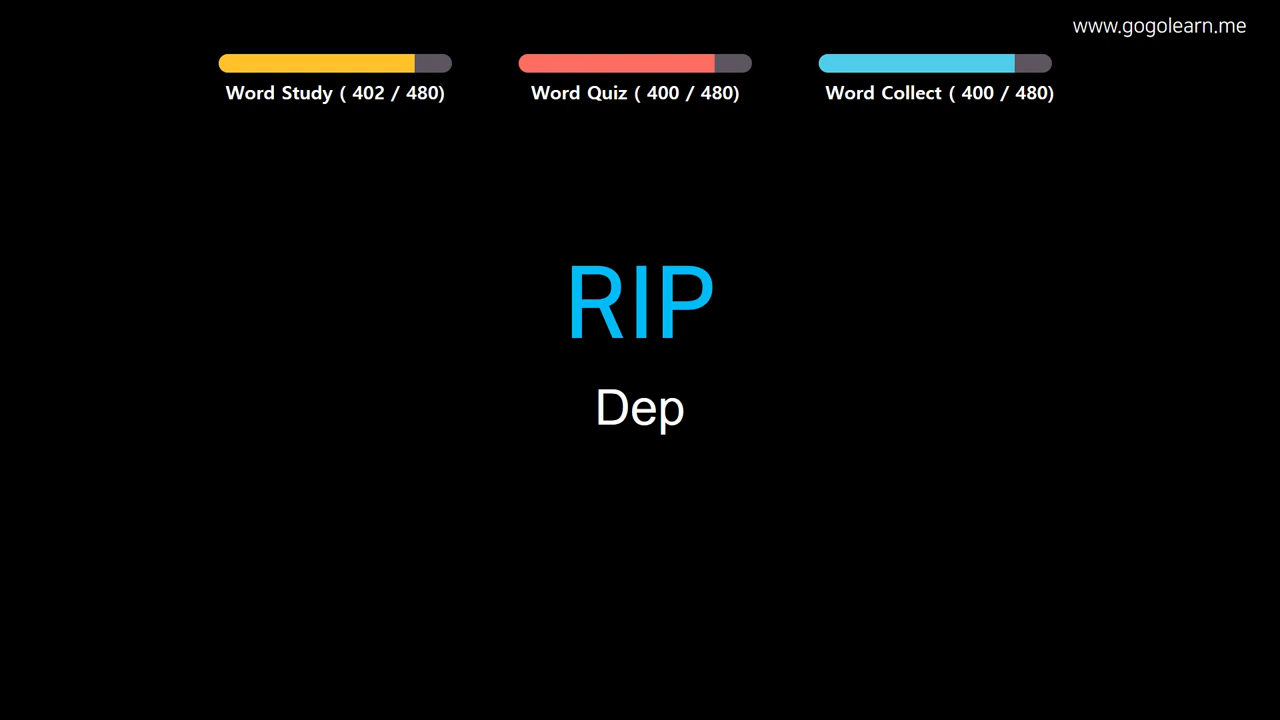 www.gogolearn.me
Word Study ( 402 / 480)
Word Quiz ( 400 / 480)
Word Collect ( 400 / 480)
RIP
Dep